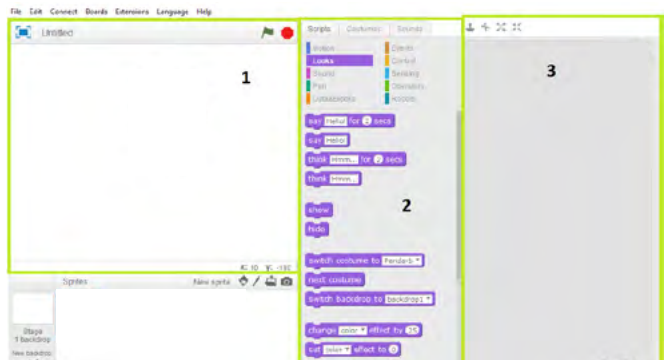 File Edit Connect Boards Extensions Language Help
Untitled
1
X: 10 Y: -180
Sprites New sprite
Stage
1 backdrop
New backdrop
Scripts Costumes Sounds
Motion Events
Looks Control
Sound Sensing
Pen Operators
Robots
say Hello! for 2 secs
say Hello!
think Hmm... for 2 secs
think Hmm...
show
hide
2
switch costume to Panda-b
next costume
switch backdrop to backdrop1
change color effect by 25
set color effect to 0
3